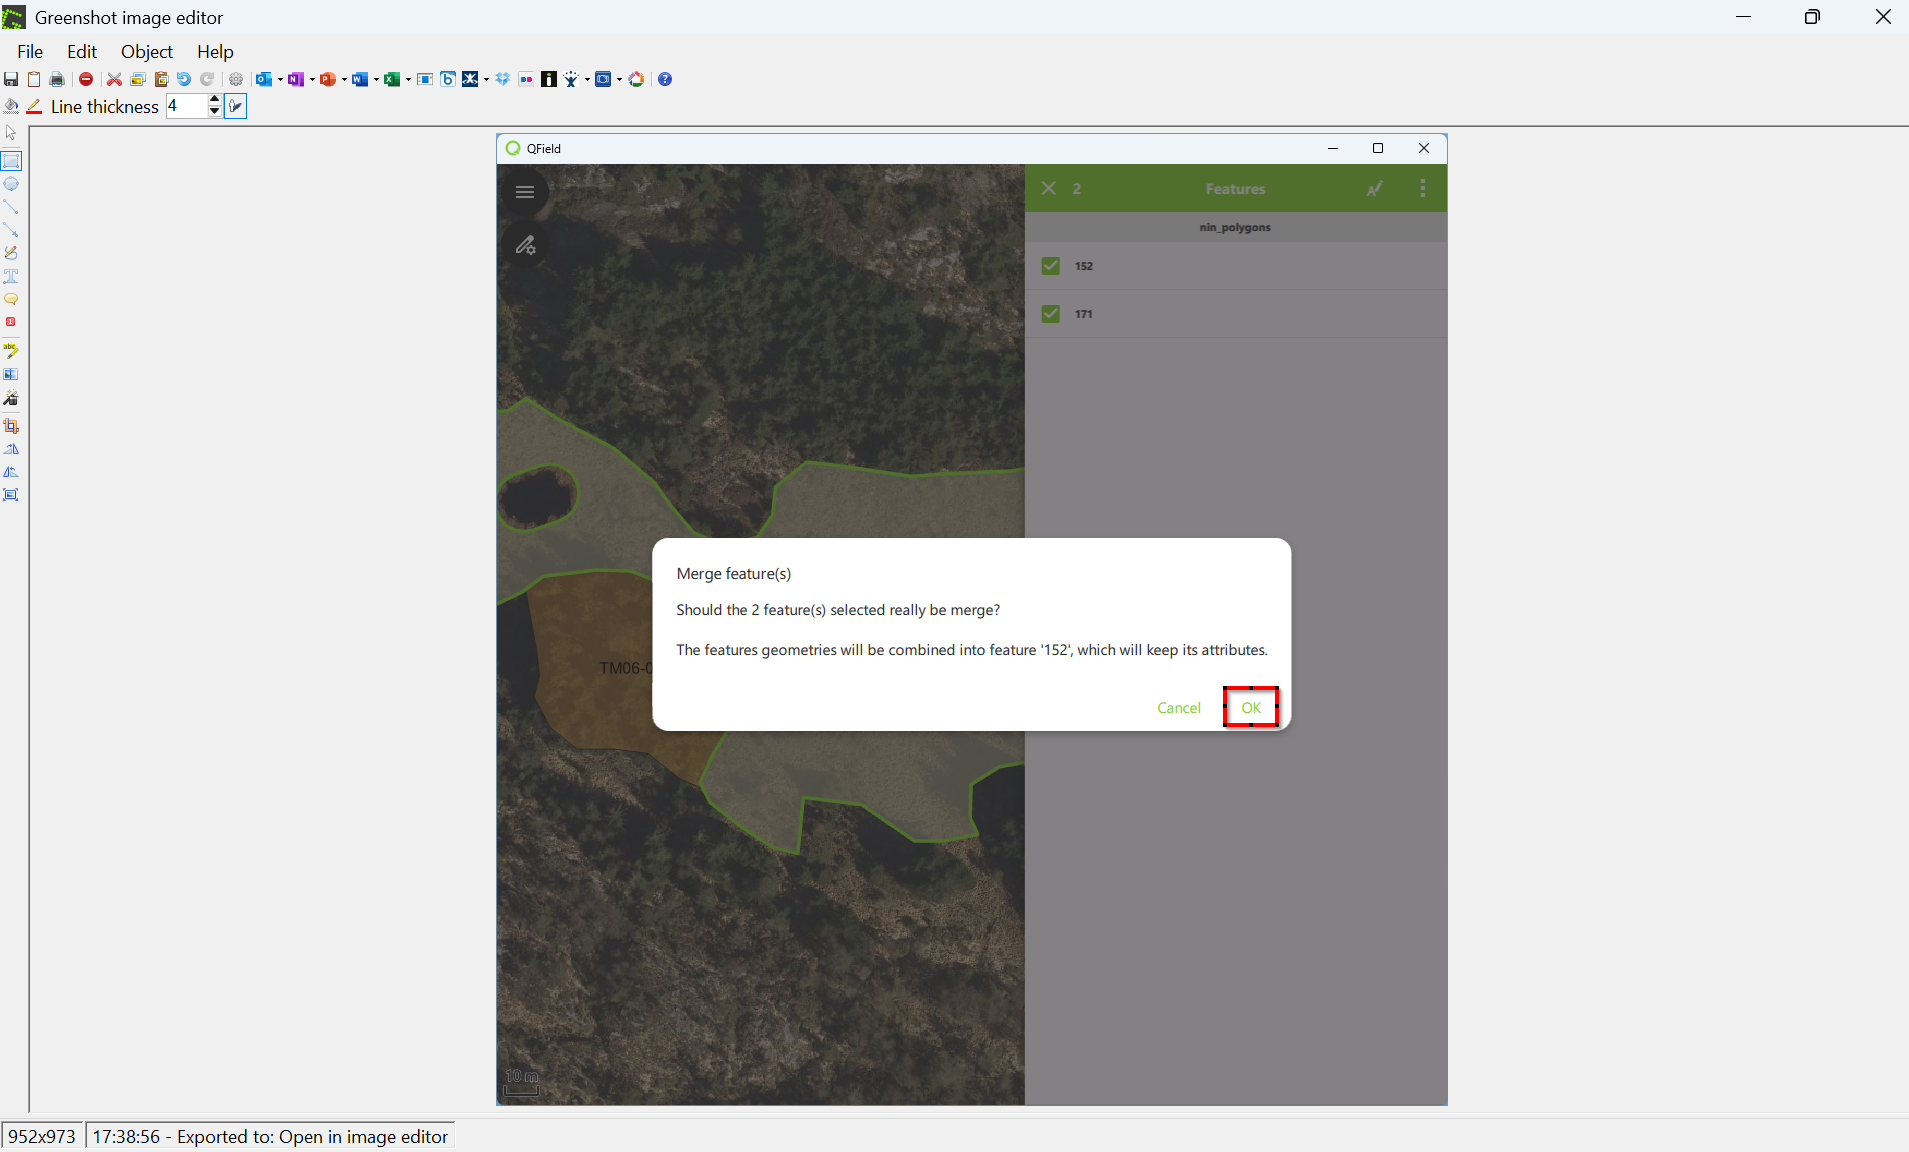 Greenshot image editor
File Edit Object Help
Line thickness 4
QField
2 Features
nin_polygons
152
171
Merge feature(s)
Should the 2 feature(s) selected really be merge?
The features geometries will be combined into feature '152', which will keep its attributes.
TM06-0
Cancel OK
10 m
952x973 17:38:56 - Exported to: Open in image editor